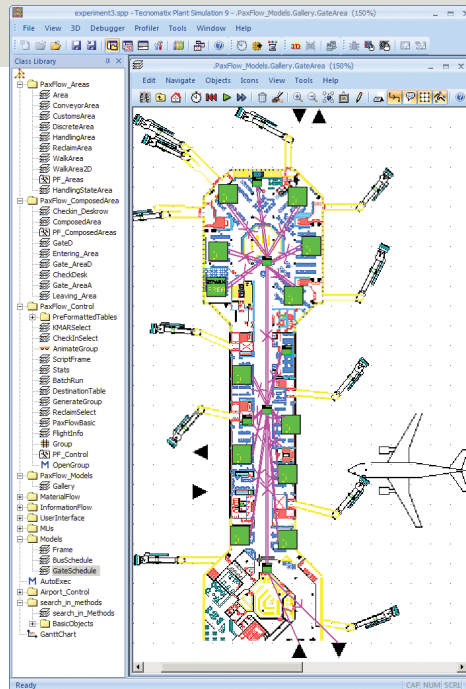 experiment3.spp - Tecnomatix Plant Simulation 9 - .PaxFlow_Models.Gallery.GateArea (150%)
File View 3D Debugger Profiler Tools Window Help
Class Library
PaxFlow_Areas
Area
ConveyorArea
CustomsArea
DiscreteArea
HandlingArea
ReclaimArea
WalkArea
WalkArea2D
PF_Areas
HandlingStateArea
PaxFlow_ComposedArea
Checkin_Deskrow
ComposedArea
PF_ComposedAreas
GateD
Entering_Area
Gate_AreaD
CheckDesk
Gate_AreaA
Leaving_Area
PaxFlow_Control
PreFormattedTables
KMARSelect
CheckInSelect
AnimateGroup
ScriptFrame
Stats
BatchRun
DestinationTable
GenerateGroup
ReclaimSelect
PaxFlowBasic
FlightInfo
Group
PF_Control
OpenGroup
PaxFlow_Models
Gallery
MaterialFlow
InformationFlow
UserInterface
MUs
Models
Frame
BusSchedule
GateSchedule
AutoExec
Airport_Control
search_in_methods
search_in_Methods
BasicObjects
GanttChart
.PaxFlow_Models.Gallery.GateArea (150%)
Edit Navigate Objects Icons View Tools Help
Ready
CAP NUM SCRL